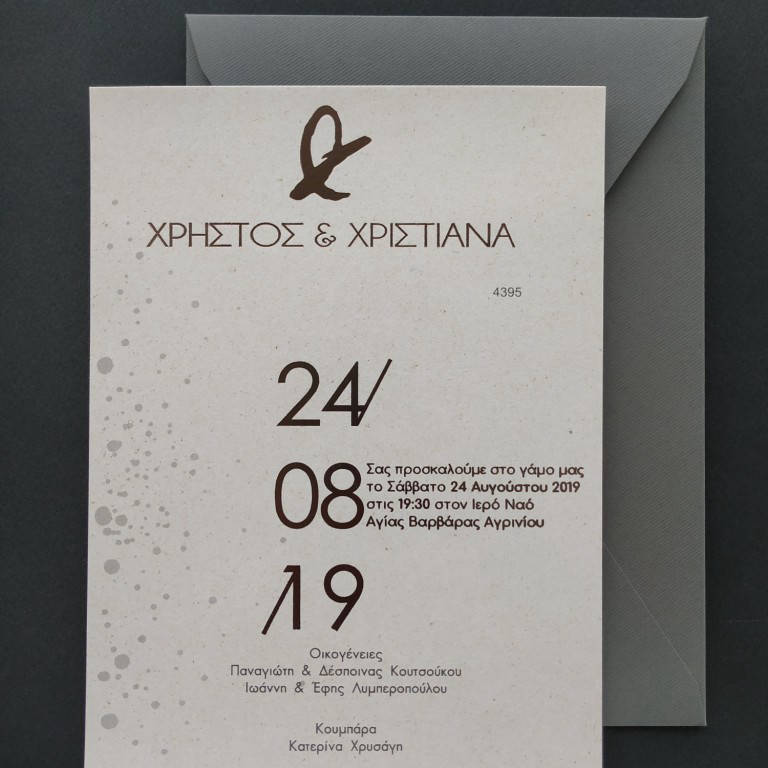 ΧΡΗΣΤΟΣ & ΧΡΙΣΤΙΑΝΑ
4395
24/
08
Σας προσκαλούμε στο γάμο μας
το Σάββατο 24 Αυγούστου 2019
στις 19:30 στον Ιερό Ναό
Αγίας Βαρβάρας Αγρινίου
/19
Οικογένειες
Παναγιώτη & Δέσποινας Κουτσούκου
Ιωάννη & Έφης Λυμπεροπούλου
Κουμπάρα
Κατερίνα Χρυσάγη